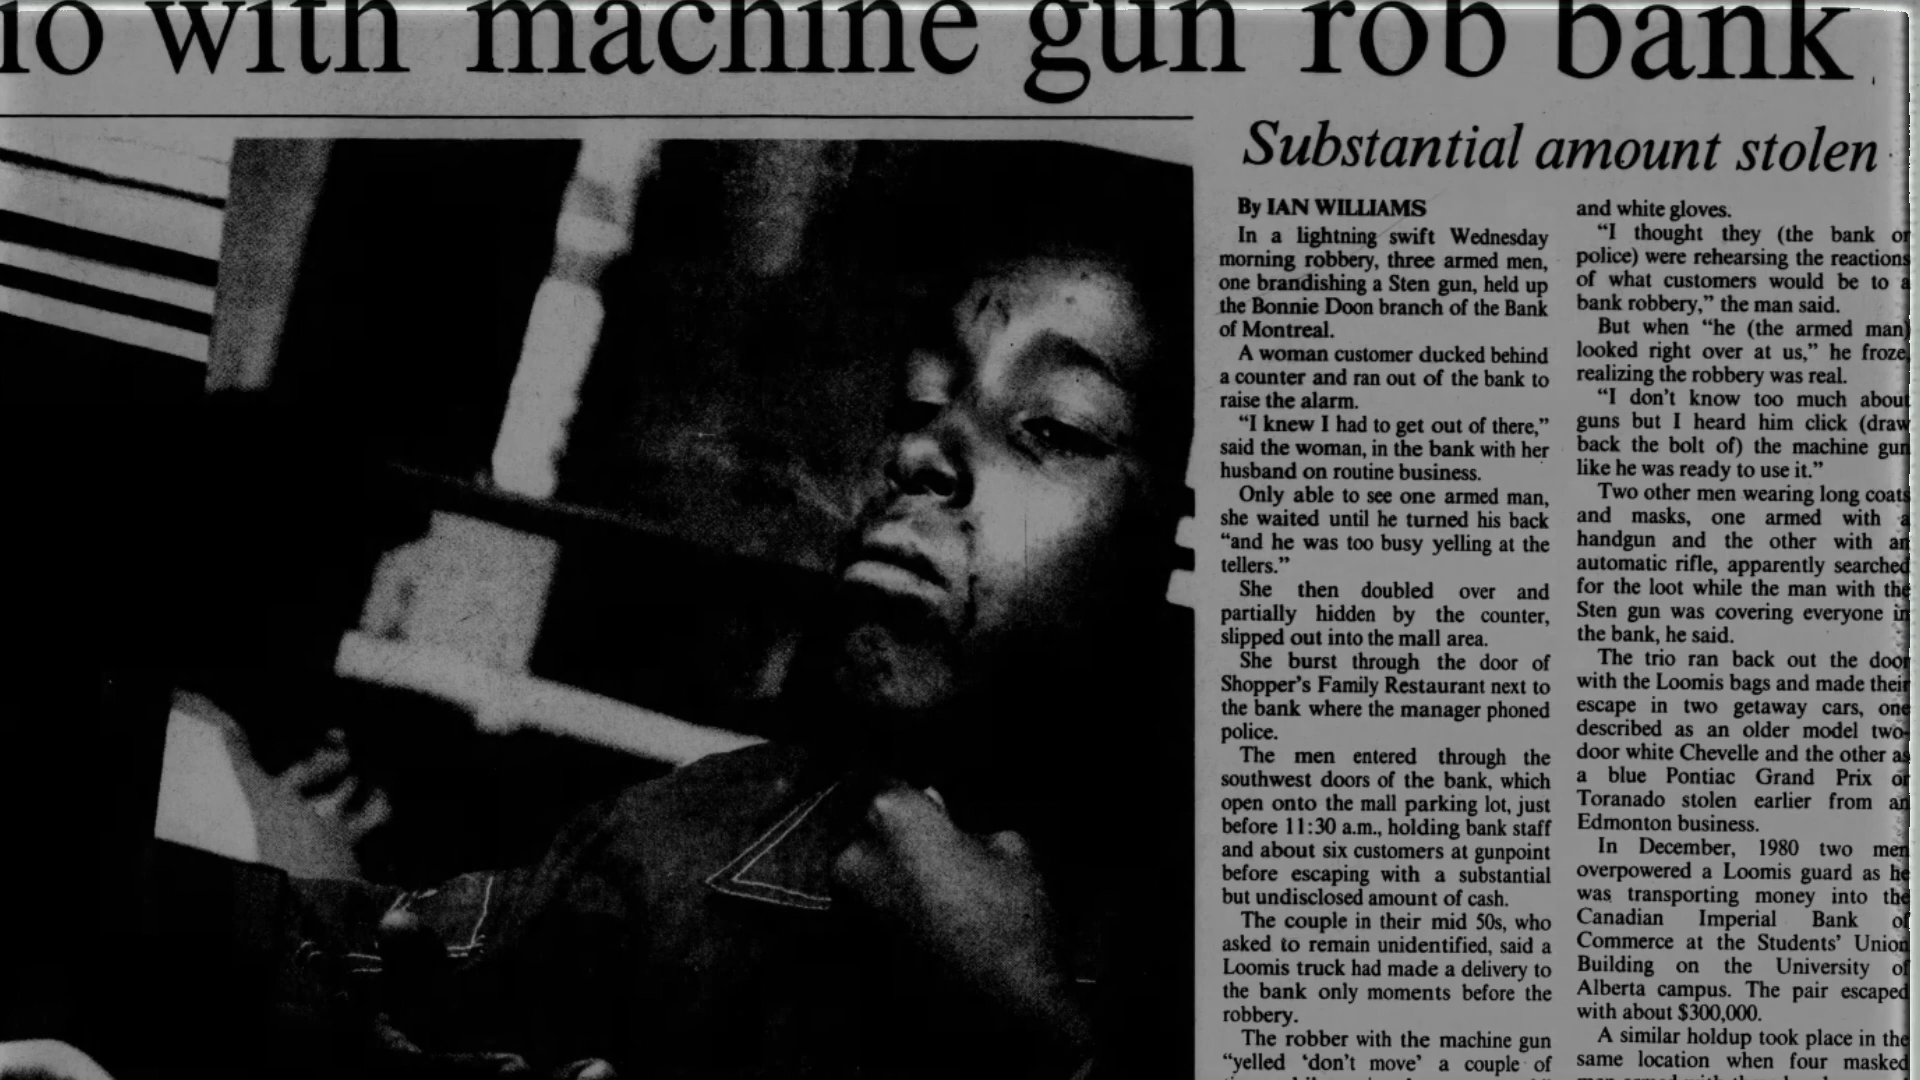 io with machine gun rob bank
Substantial amount stolen
By IAN WILLIAMS
In a lightning swift Wednesday
morning robbery, three armed men,
one brandishing a Sten gun, held up
the Bonnie Doon branch of the Bank
of Montreal.
A woman customer ducked behind
a counter and ran out of the bank to
raise the alarm.
“I knew I had to get out of there,”
said the woman, in the bank with her
husband on routine business.
Only able to see one armed man,
she waited until he turned his back
“and he was too busy yelling at the
tellers.”
She then doubled over and
partially hidden by the counter,
slipped out into the mall area.
She burst through the door of
Shopper's Family Restaurant next to
the bank where the manager phoned
police.
The men entered through the
southwest doors of the bank, which
open onto the mall parking lot, just
before 11:30 a.m., holding bank staff
and about six customers at gunpoint
before escaping with a substantial
but undisclosed amount of cash.
The couple in their mid 50s, who
asked to remain unidentified, said a
Loomis truck had made a delivery to
the bank only moments before the
robbery.
The robber with the machine gun
“yelled ‘don't move’ a couple of
and white gloves.
“I thought they (the bank or
police) were rehearsing the reactions
of what customers would be to a
bank robbery,” the man said.
But when “he (the armed man)
looked right over at us,” he froze,
realizing the robbery was real.
“I don't know too much about
guns but I heard him click (draw
back the bolt of) the machine gun
like he was ready to use it.”
Two other men wearing long coats
and masks, one armed with a
handgun and the other with an
automatic rifle, apparently searched
for the loot while the man with the
Sten gun was covering everyone in
the bank, he said.
The trio ran back out the door
with the Loomis bags and made their
escape in two getaway cars, one
described as an older model two-
door white Chevelle and the other as
a blue Pontiac Grand Prix or
Toranado stolen earlier from an
Edmonton business.
In December, 1980 two men
overpowered a Loomis guard as he
was transporting money into the
Canadian Imperial Bank of
Commerce at the Students' Union
Building on the University of
Alberta campus. The pair escaped
with about $300,000.
A similar holdup took place in the
same location when four masked